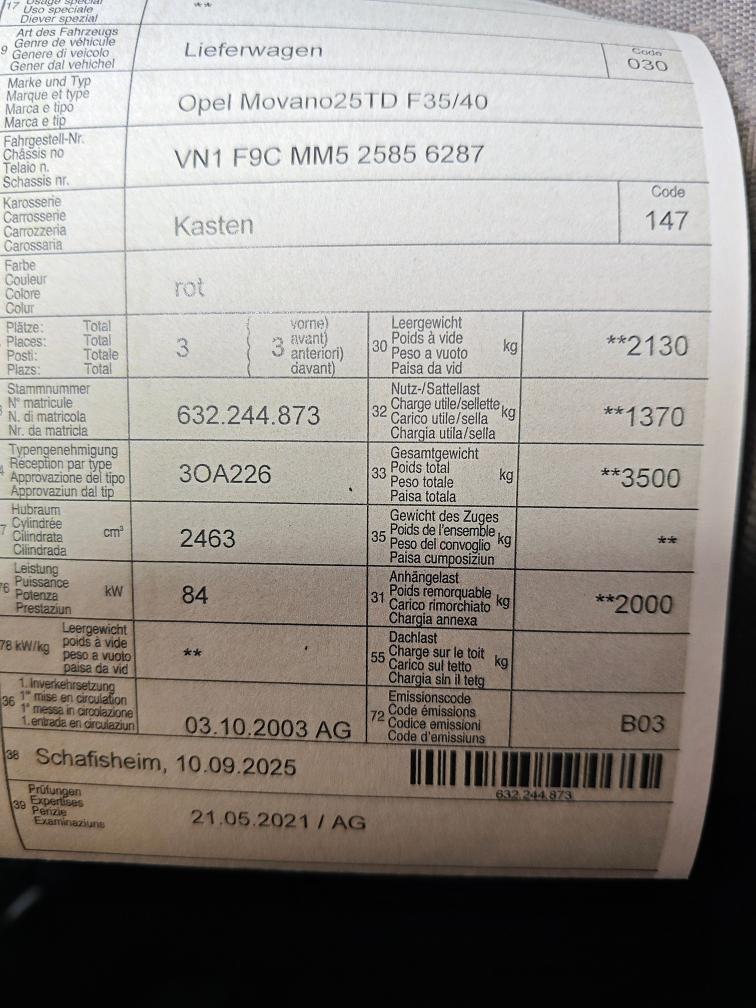 17 Usage spécial
Uso speciale **
Diever spezial
Art des Fahrzeugs
9 Genre de véhicule
Genere di veicolo
Gener dal vehichel
Lieferwagen
Code
030
Marke und Typ
Marque et type
Marca e tipo
Marca e tip
Opel Movano25TD F35/40
Fahrgestell-Nr.
Châssis no
Telaio n.
Schassis nr.
VN1 F9C MM5 2585 6287
Karosserie
Carrosserie
Carrozzeria
Carossaria
Kasten
Code
147
Farbe
Couleur
Colore
Colur
rot
Plätze: Total
Places: Total
Posti: Totale
Plazs: Total
3
3
vorne)
avant)
anteriori)
davant)
30 Leergewicht
Poids à vide
Peso a vuoto
Paisa da vid
kg
**2130
Stammnummer
N° matricule
N. di matricola
Nr. da matricla
632.244.873
32 Nutz-/Sattellast
Charge utile/sellette
Carico utile/sella
Chargia utila/sella
kg
**1370
Typengenehmigung
Réception par type
Approvazione del tipo
Approvaziun dal tip
3OA226
33 Gesamtgewicht
Poids total
Peso totale
Paisa totala
kg
**3500
7 Hubraum
Cylindrée
Cilindrata
Cilindrada
cm³
2463
35 Gewicht des Zuges
Poids de l'ensemble
Peso del convoglio
Paisa cumposiziun
kg
**
76 Leistung
Puissance
Potenza
Prestaziun
kW
84
31 Anhängelast
Poids remorquable
Carico rimorchiato
Chargia annexa
kg
**2000
78 kW/kg
Leergewicht
poids à vide
peso a vuoto
paisa da vid
**
55 Dachlast
Charge sur le toit
Carico sul tetto
Chargia sin il tetg
kg
36 1.Inverkehrsetzung
1re mise en circulation
1a messa in circolazione
1. entrada en circulaziun
03.10.2003 AG
72 Emissionscode
Code émissions
Codice emissioni
Code d'emissiuns
B03
38 Schafisheim, 10.09.2025
632.244.873
39 Prüfungen
Expertises
Perizie
Examinaziuns
21.05.2021 / AG